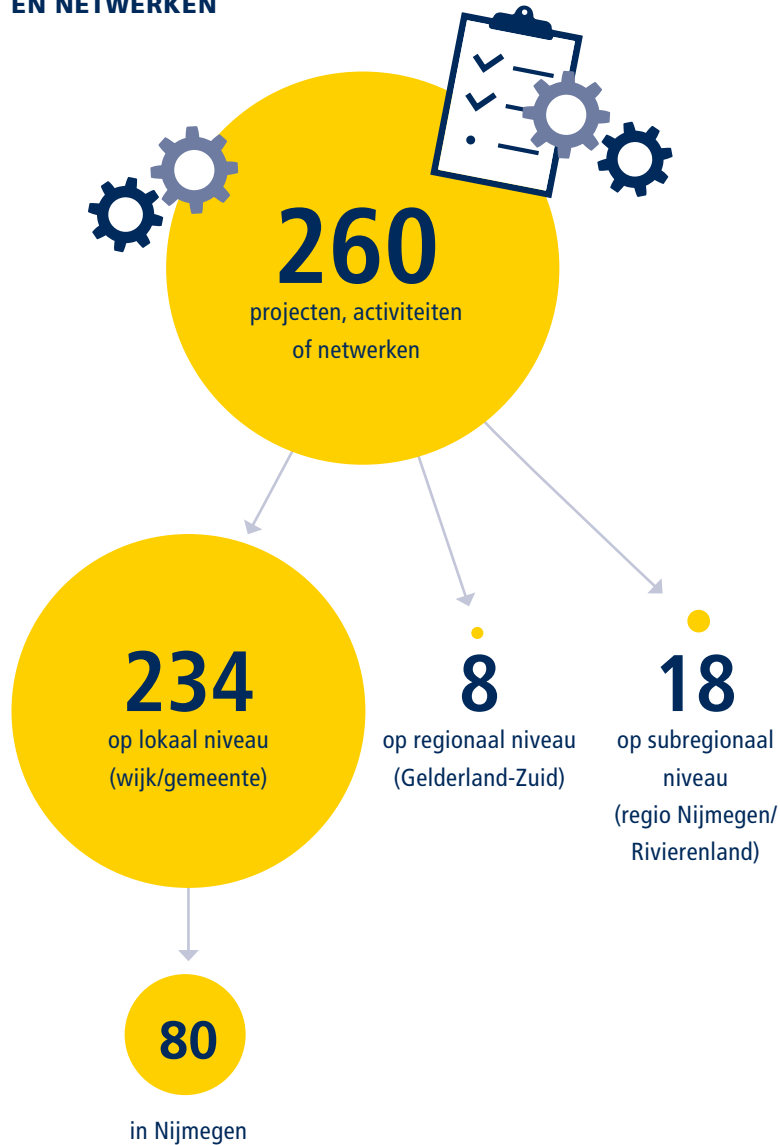 EN NETWERKEN
260
projecten, activiteiten
of netwerken
234
op lokaal niveau
(wijk/gemeente)
8
op regionaal niveau
(Gelderland-Zuid)
18
op subregionaal
niveau
(regio Nijmegen/
Rivierenland)
80
in Nijmegen